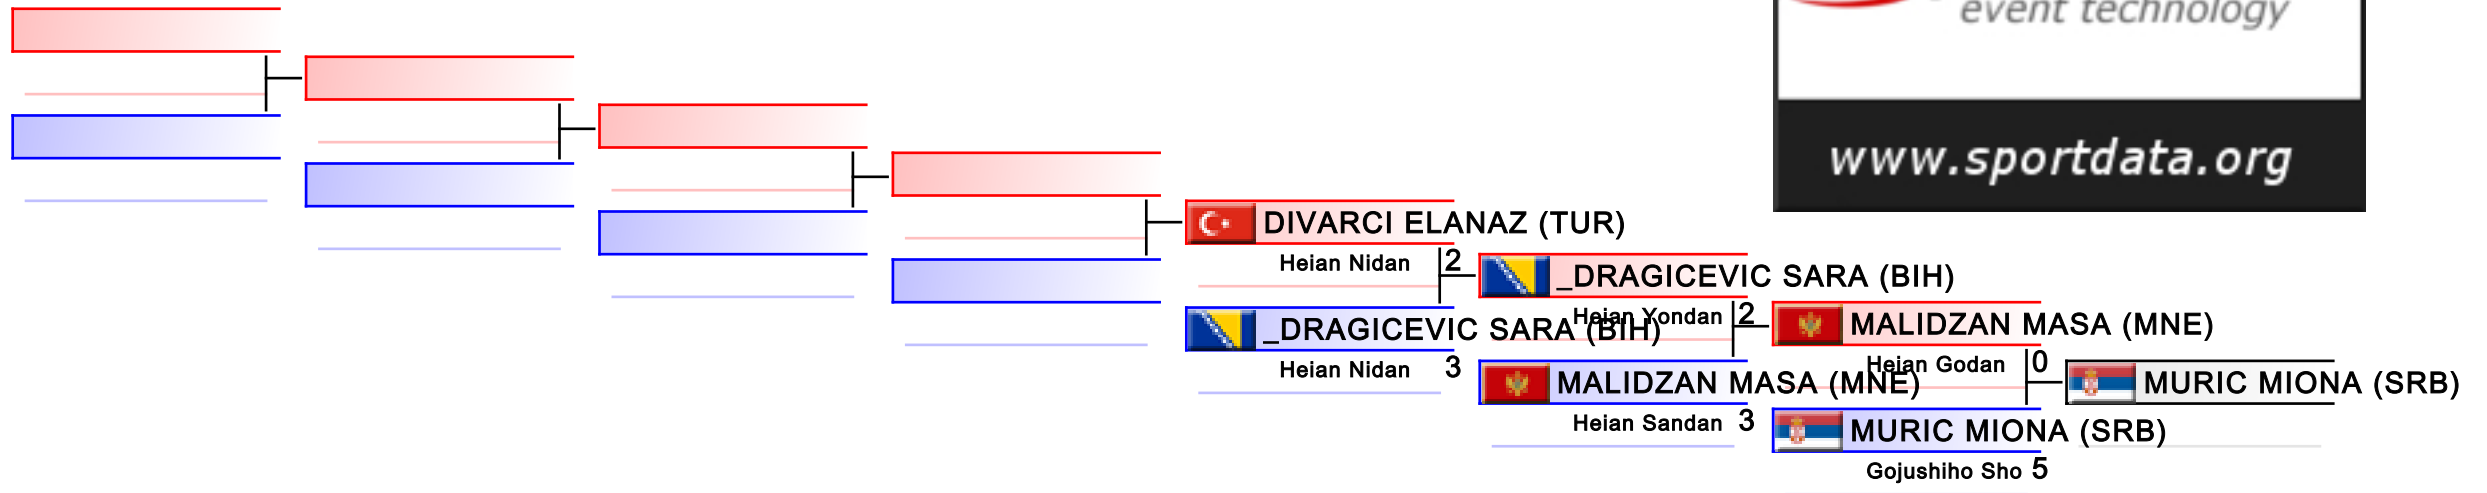 event technology
www.sportdata.org
DIVARCI ELANAZ (TUR)
Heian Nidan 2
_DRAGICEVIC SARA (BIH)
Heian Nidan 3
_DRAGICEVIC SARA (BIH)
Heian Yondan 2
MALIDZAN MASA (MNE)
Heian Sandan 3
MALIDZAN MASA (MNE)
Heian Godan 0
MURIC MIONA (SRB)
Gojushiho Sho 5
MURIC MIONA (SRB)